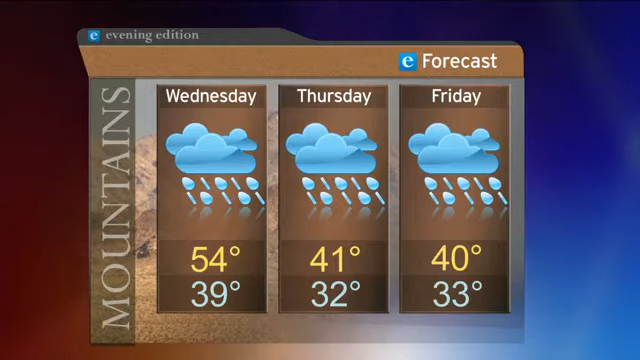 e evening edition
e Forecast
MOUNTAINS
Wednesday Thursday Friday
54° 41° 40°
39° 32° 33°